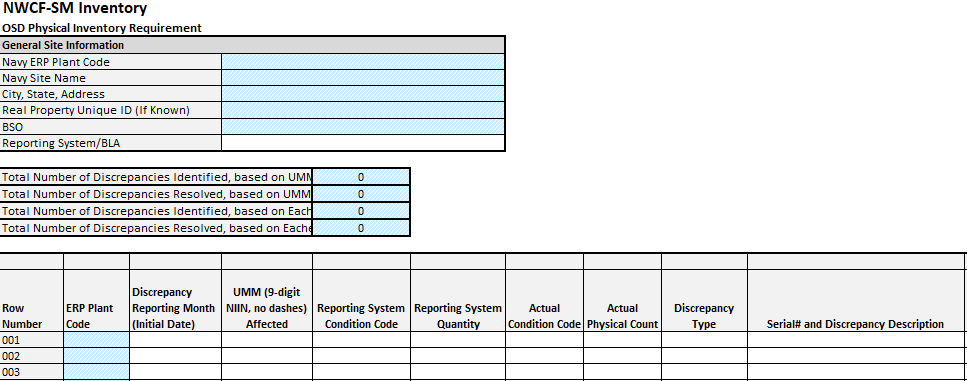 NWCF-SM Inventory
OSD Physical Inventory Requirement
General Site Information
Navy ERP Plant Code
Navy Site Name
City, State, Address
Real Property Unique ID (If Known)
BSO
Reporting System/BLA
Total Number of Discrepancies Identified, based on UMM 0
Total Number of Discrepancies Resolved, based on UMM 0
Total Number of Discrepancies Identified, based on Each 0
Total Number of Discrepancies Resolved, based on Eache 0
Row Number
ERP Plant Code
Discrepancy Reporting Month (Initial Date)
UMM (9-digit NIIN, no dashes) Affected
Reporting System Condition Code
Reporting System Quantity
Actual Condition Code
Actual Physical Count
Discrepancy Type
Serial# and Discrepancy Description
001
002
003